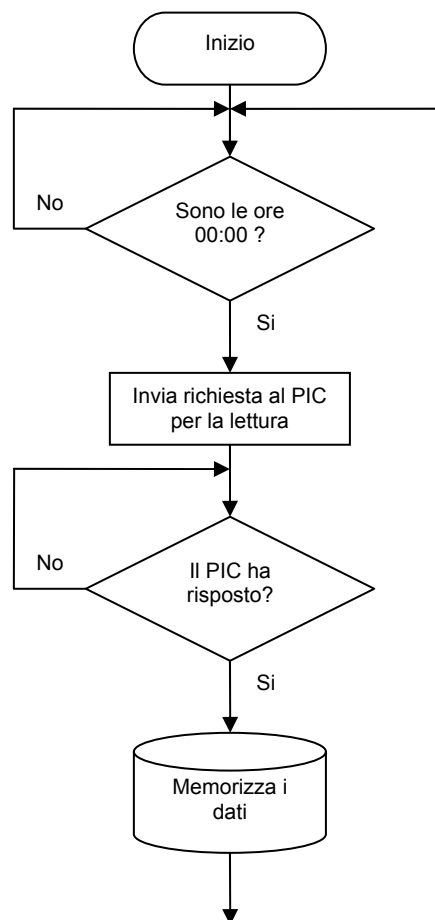 Inizio
No
Sono le ore
00:00 ?
Si
Invia richiesta al PIC
per la lettura
No
Il PIC ha
risposto?
Si
Memorizza i
dati